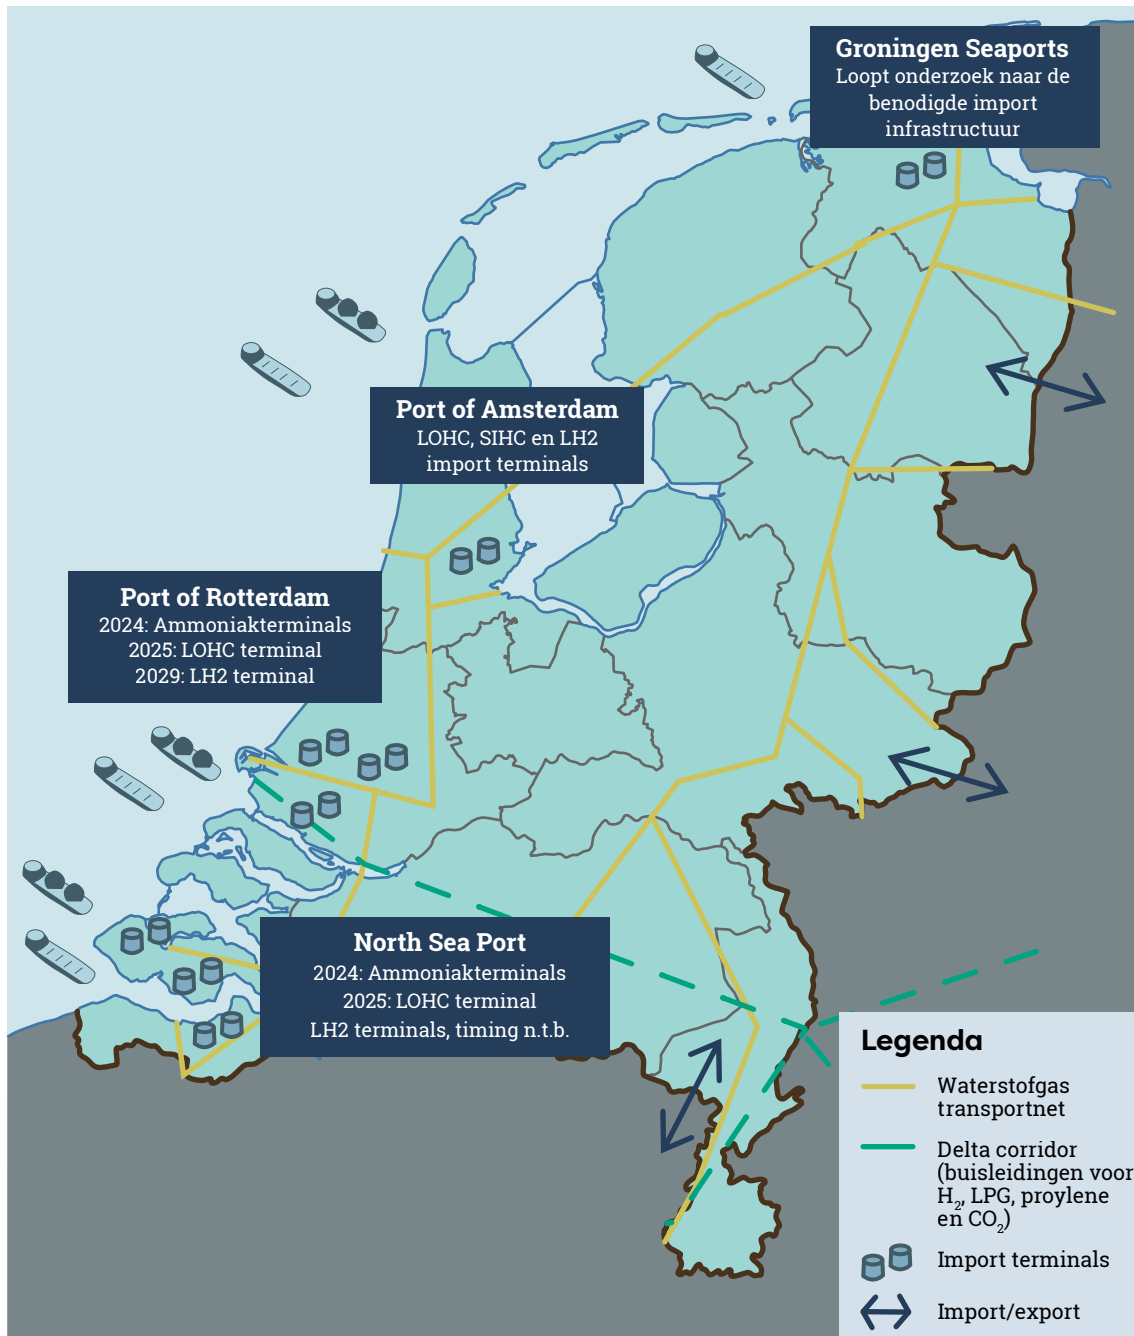 Groningen Seaports
Loopt onderzoek naar de
benodigde import
infrastructuur
Port of Amsterdam
LOHC, SIHC en LH2
import terminals
Port of Rotterdam
2024: Ammoniakterminals
2025: LOHC terminal
2029: LH2 terminal
North Sea Port
2024: Ammoniakterminals
2025: LOHC terminal
LH2 terminals, timing n.t.b.
Legenda
Waterstofgas
transportnet
Delta corridor
(buisleidingen voor
H₂, LPG, proylene
en CO₂)
Import terminals
Import/export